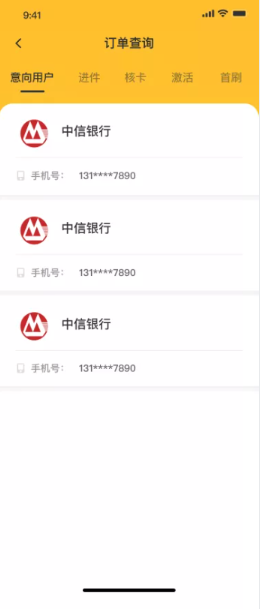 9:41
订单查询
意向用户 进件 核卡 激活 首刷
中信银行
手机号： 131****7890
中信银行
手机号： 131****7890
中信银行
手机号： 131****7890